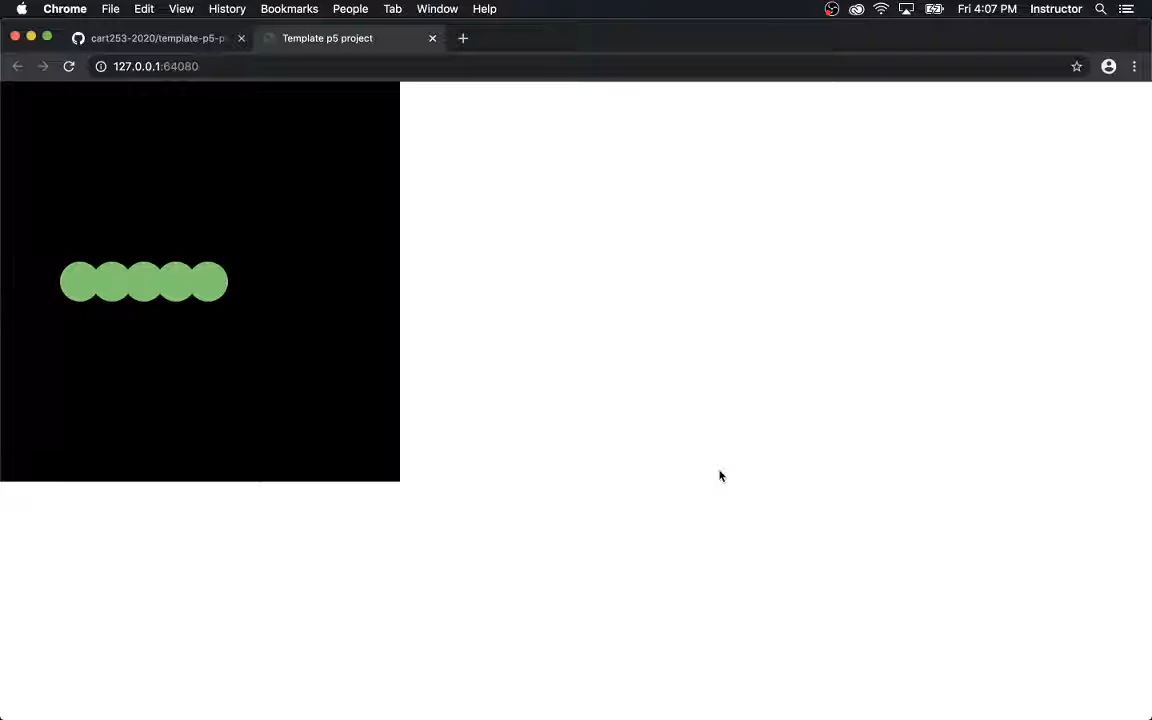 Chrome File Edit View History Bookmarks People Tab Window Help Fri 4:07 PM Instructor
cart253-2020/template-p5-p Template p5 project
127.0.0.1:64080